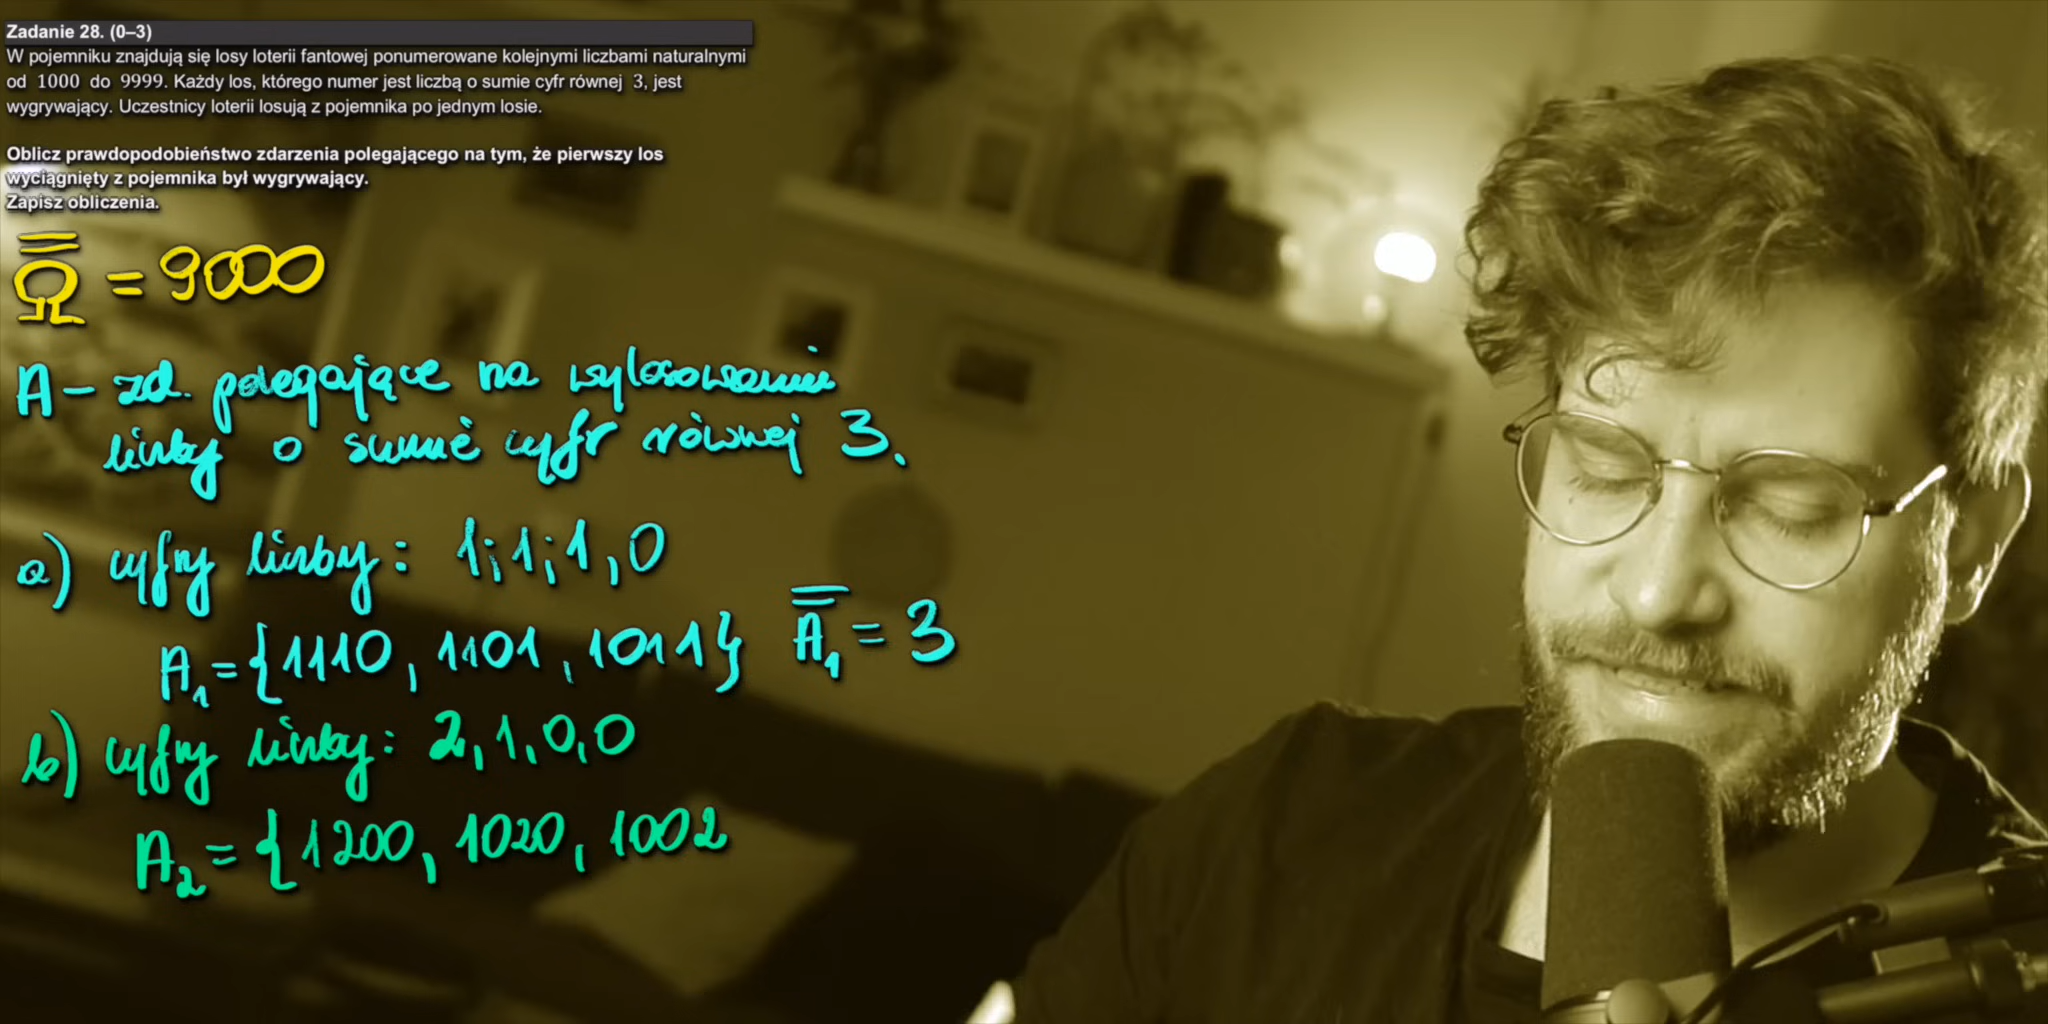 Zadanie 28. (0–3)
W pojemniku znajdują się losy loterii fantowej ponumerowane kolejnymi liczbami naturalnymi
od 1000 do 9999. Każdy los, którego numer jest liczbą o sumie cyfr równej 3, jest
wygrywający. Uczestnicy loterii losują z pojemnika po jednym losie.
Oblicz prawdopodobieństwo zdarzenia polegającego na tym, że pierwszy los
wyciągnięty z pojemnika był wygrywający.
Zapisz obliczenia.
Ω̿ = 9000
A – zd. polegające na wylosowaniu
liczby o sumie cyfr równej 3.
a) cyfry liczby: 1; 1; 1, 0
A₁ = {1110, 1101, 1011} A̿₁ = 3
b) cyfry liczby: 2, 1, 0, 0
A₂ = {1200, 1020, 1002